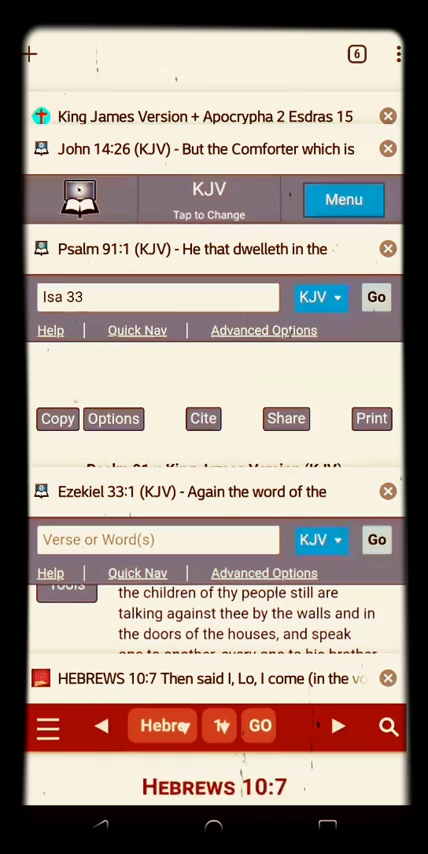 6
King James Version + Apocrypha 2 Esdras 15
John 14:26 (KJV) - But the Comforter which is
KJV
Tap to Change
Menu
Psalm 91:1 (KJV) - He that dwelleth in the
Isa 33 KJV Go
Help | Quick Nav | Advanced Options
Copy Options Cite Share Print
Ezekiel 33:1 (KJV) - Again the word of the
Verse or Word(s) KJV Go
Help | Quick Nav | Advanced Options
Tools
the children of thy people still are
talking against thee by the walls and in
the doors of the houses, and speak
HEBREWS 10:7 Then said I, Lo, I come (in the vo
Hebre 1 GO
HEBREWS 10:7